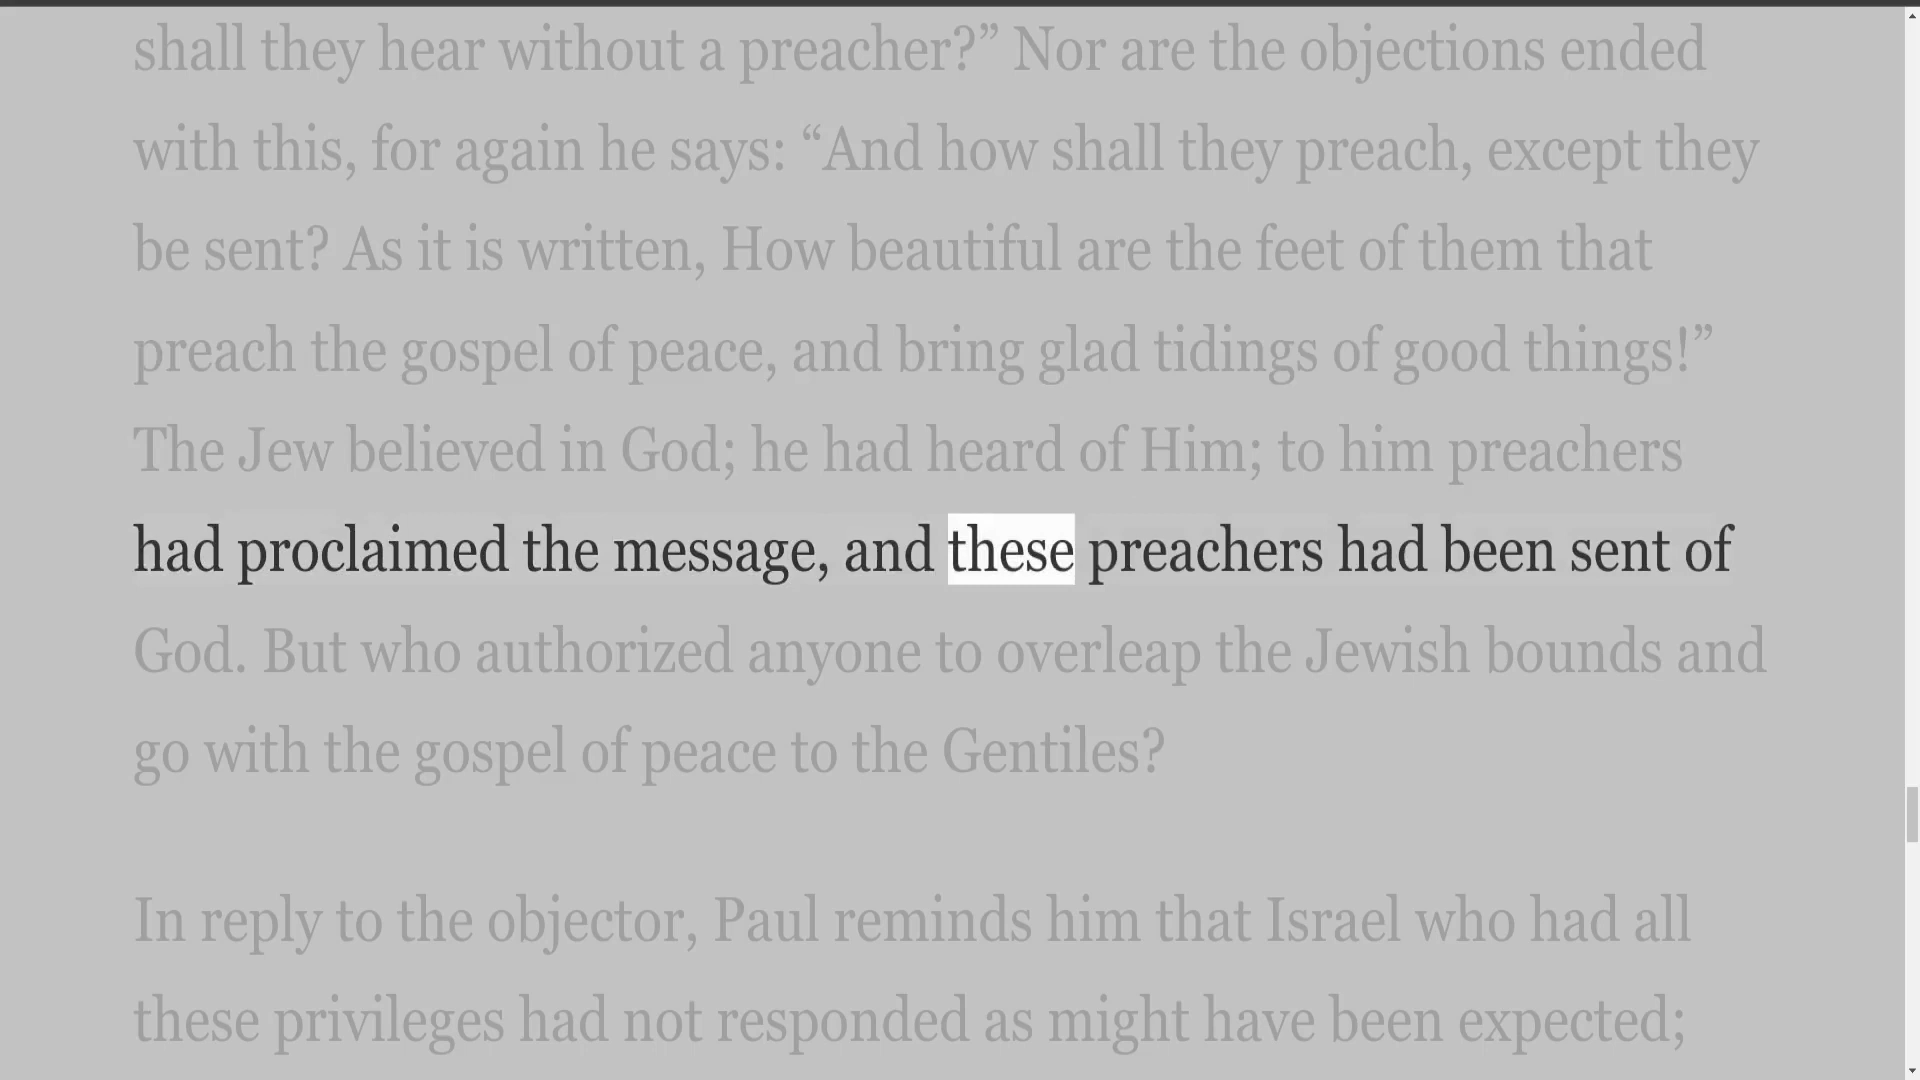 shall they hear without a preacher?” Nor are the objections ended
with this, for again he says: “And how shall they preach, except they
be sent? As it is written, How beautiful are the feet of them that
preach the gospel of peace, and bring glad tidings of good things!”
The Jew believed in God; he had heard of Him; to him preachers
had proclaimed the message, and these preachers had been sent of
God. But who authorized anyone to overleap the Jewish bounds and
go with the gospel of peace to the Gentiles?
In reply to the objector, Paul reminds him that Israel who had all
these privileges had not responded as might have been expected;